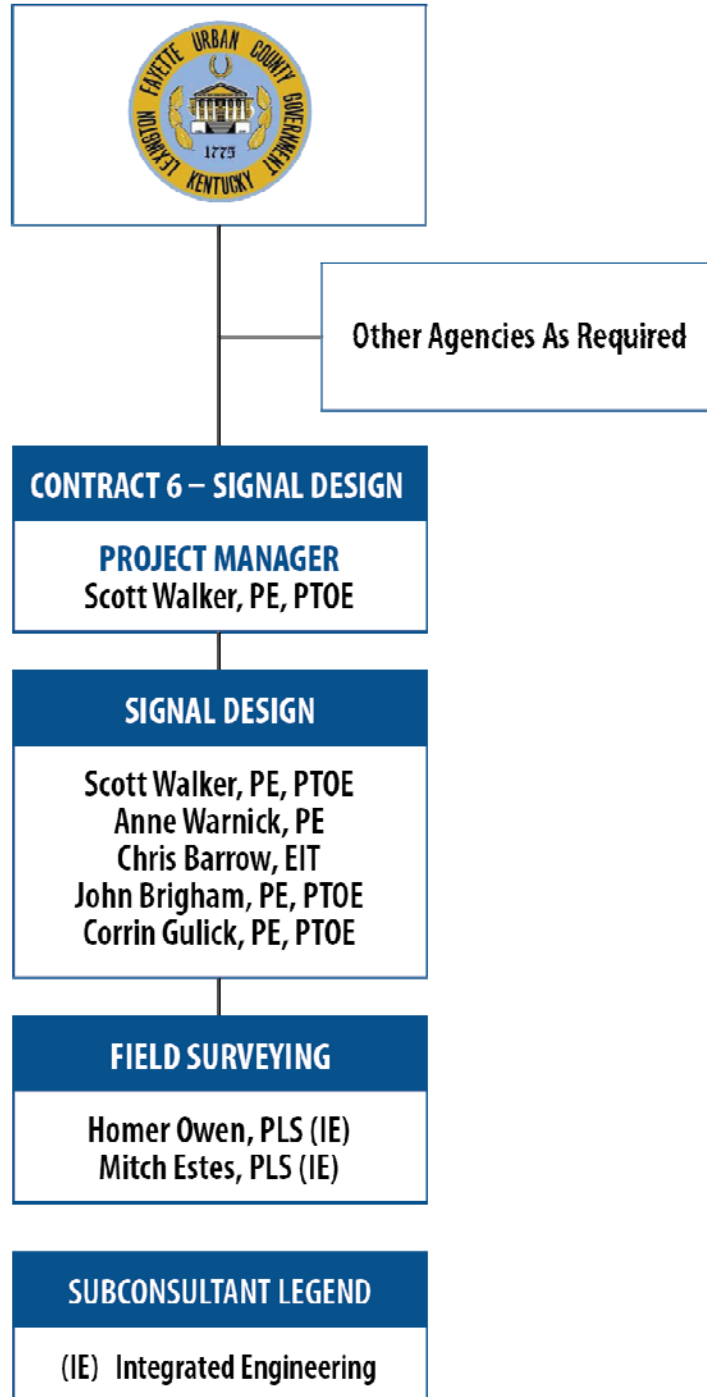 LEXINGTON FAYETTE URBAN COUNTY GOVERNMENT
1775
KENTUCKY
Other Agencies As Required
CONTRACT 6 – SIGNAL DESIGN
PROJECT MANAGER
Scott Walker, PE, PTOE
SIGNAL DESIGN
Scott Walker, PE, PTOE
Anne Warnick, PE
Chris Barrow, EIT
John Brigham, PE, PTOE
Corrin Gulick, PE, PTOE
FIELD SURVEYING
Homer Owen, PLS (IE)
Mitch Estes, PLS (IE)
SUBCONSULTANT LEGEND
(IE) Integrated Engineering